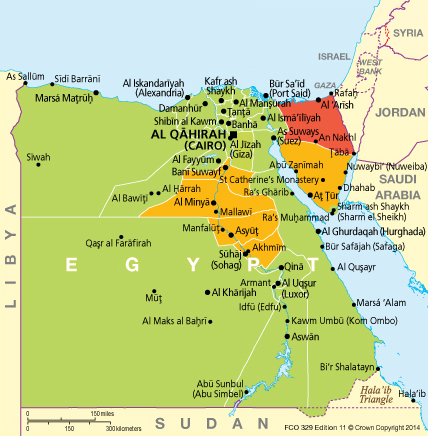 SYRIA
ISRAEL
WEST
BANK
GAZA
JORDAN
SAUDI
ARABIA
LIBYA
As Sallūm
Sīdī Barrāni
Marsá Maţrūḩ
Al Iskandarīyah
(Alexandria)
Kafr ash
Shaykh
Būr Sa'īd
(Port Said)
Rafaḩ
Damanhūr
Al Manşūrah
Al 'Arīsh
Ţanţā
Shibīn al Kawm
Banhā
Al Ismā'īlīyah
AL QĀHIRAH
(CAIRO)
Al Jīzah
(Giza)
As Suways
(Suez)
An Nakhl
Ţābā
Sīwah
Al Fayyūm
Banī Suwayf
Abū Zanīmah
Nuwaybi' (Nuweiba)
St Catherine's Monastery
Al Bawīţī
Al Ḩarrah
Ra's Ghārib
Aţ Ţūr
Dhahab
Al Minyā
Mallawī
Sharm ash Shaykh
(Sharm el Sheikh)
Ra's Muḩammad
Qaşr al Farāfirah
Manfalūţ
Asyūţ
Al Ghurdaqah (Hurghada)
Būr Safājah (Safaga)
Akhmīm
Sūhāj
(Sohag)
EGYPT
Qinā
Al Quşayr
Mūţ
Al Khārijah
Armant
Al Uqşur
(Luxor)
Marsá 'Alam
Idfū (Edfu)
Al Maks al Baḩrī
Kawm Umbū (Kom Ombo)
Aswān
Bi'r Shalatayn
Abū Sunbul
(Abu Simbel)
Hala'ib
Triangle
Hala'ib
0 150 miles
0 150 300 kilometers
SUDAN
FCO 329 Edition 11 © Crown Copyright 2014